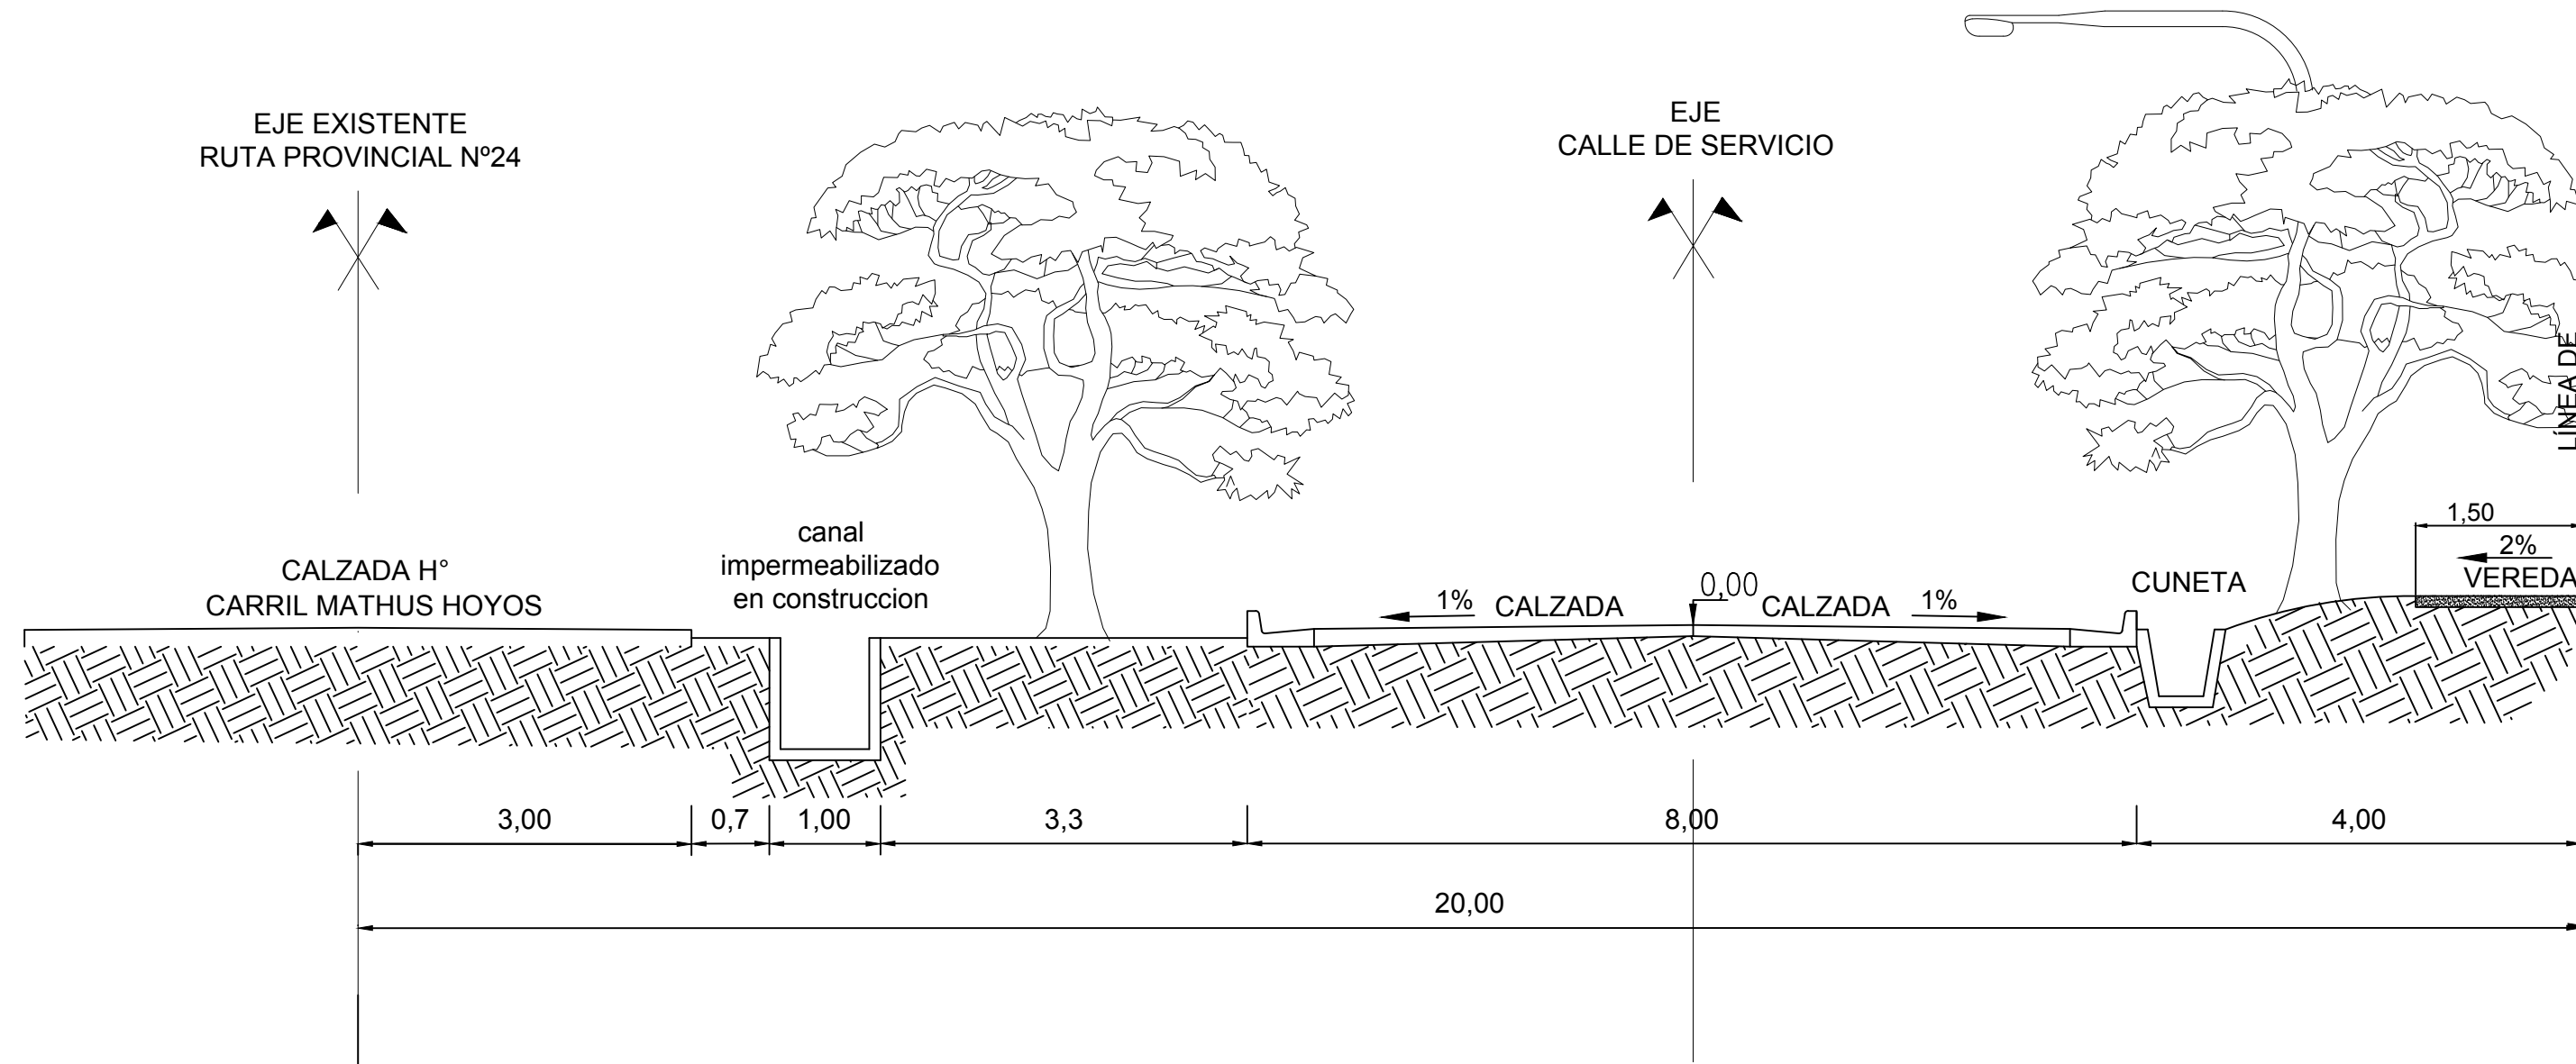 EJE EXISTENTE
RUTA PROVINCIAL Nº24
EJE
CALLE DE SERVICIO
LÍNEA DE
canal
impermeabilizado
en construccion
CALZADA H°
CARRIL MATHUS HOYOS
1% CALZADA
0,00
CALZADA 1%
CUNETA
1,50
2%
VEREDA
3,00 0,7 1,00 3,3 8,00 4,00
20,00